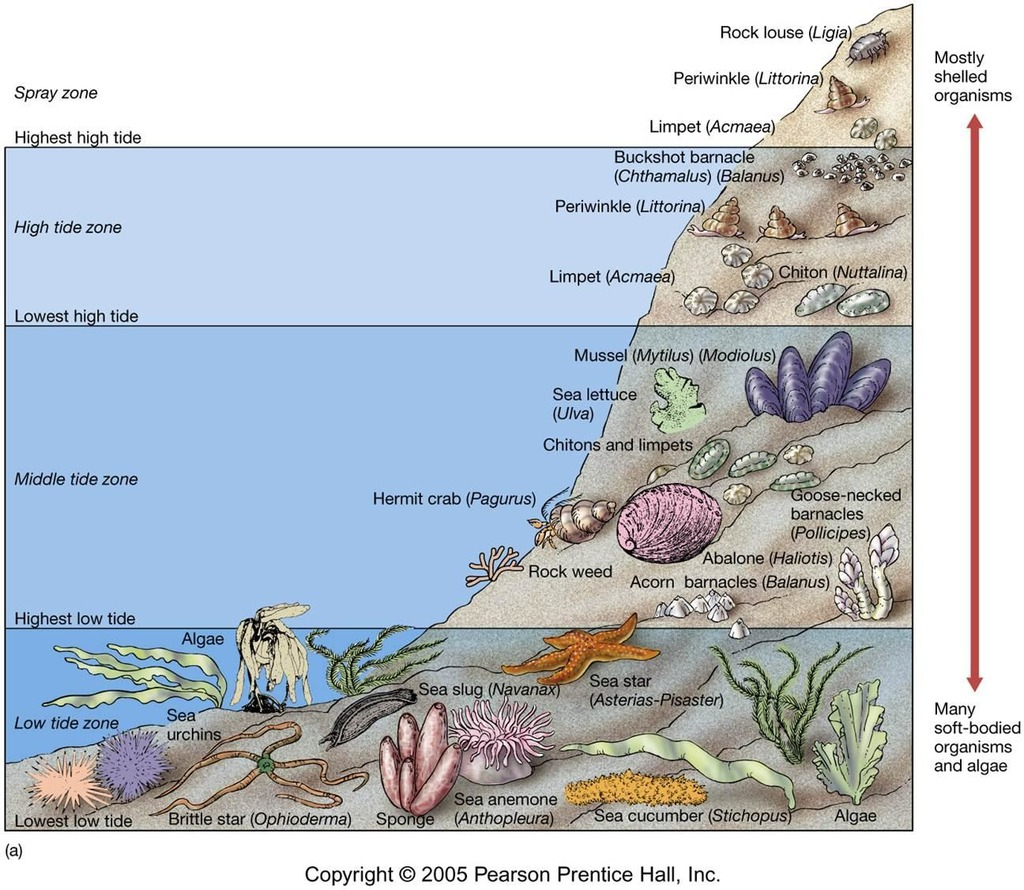 Rock louse (Ligia)
Mostly
shelled
organisms
Periwinkle (Littorina)
Spray zone
Limpet (Acmaea)
Highest high tide
Buckshot barnacle
(Chthamalus) (Balanus)
Periwinkle (Littorina)
High tide zone
Limpet (Acmaea)
Chiton (Nuttalina)
Lowest high tide
Mussel (Mytilus) (Modiolus)
Sea lettuce
(Ulva)
Chitons and limpets
Middle tide zone
Hermit crab (Pagurus)
Goose-necked
barnacles
(Pollicipes)
Abalone (Haliotis)
Rock weed
Acorn barnacles (Balanus)
Highest low tide
Algae
Sea slug (Navanax)
Sea star
(Asterias-Pisaster)
Low tide zone
Sea
urchins
Many
soft-bodied
organisms
and algae
Lowest low tide
Brittle star (Ophioderma)
Sponge
Sea anemone
(Anthopleura)
Sea cucumber (Stichopus)
Algae
(a)
Copyright © 2005 Pearson Prentice Hall, Inc.